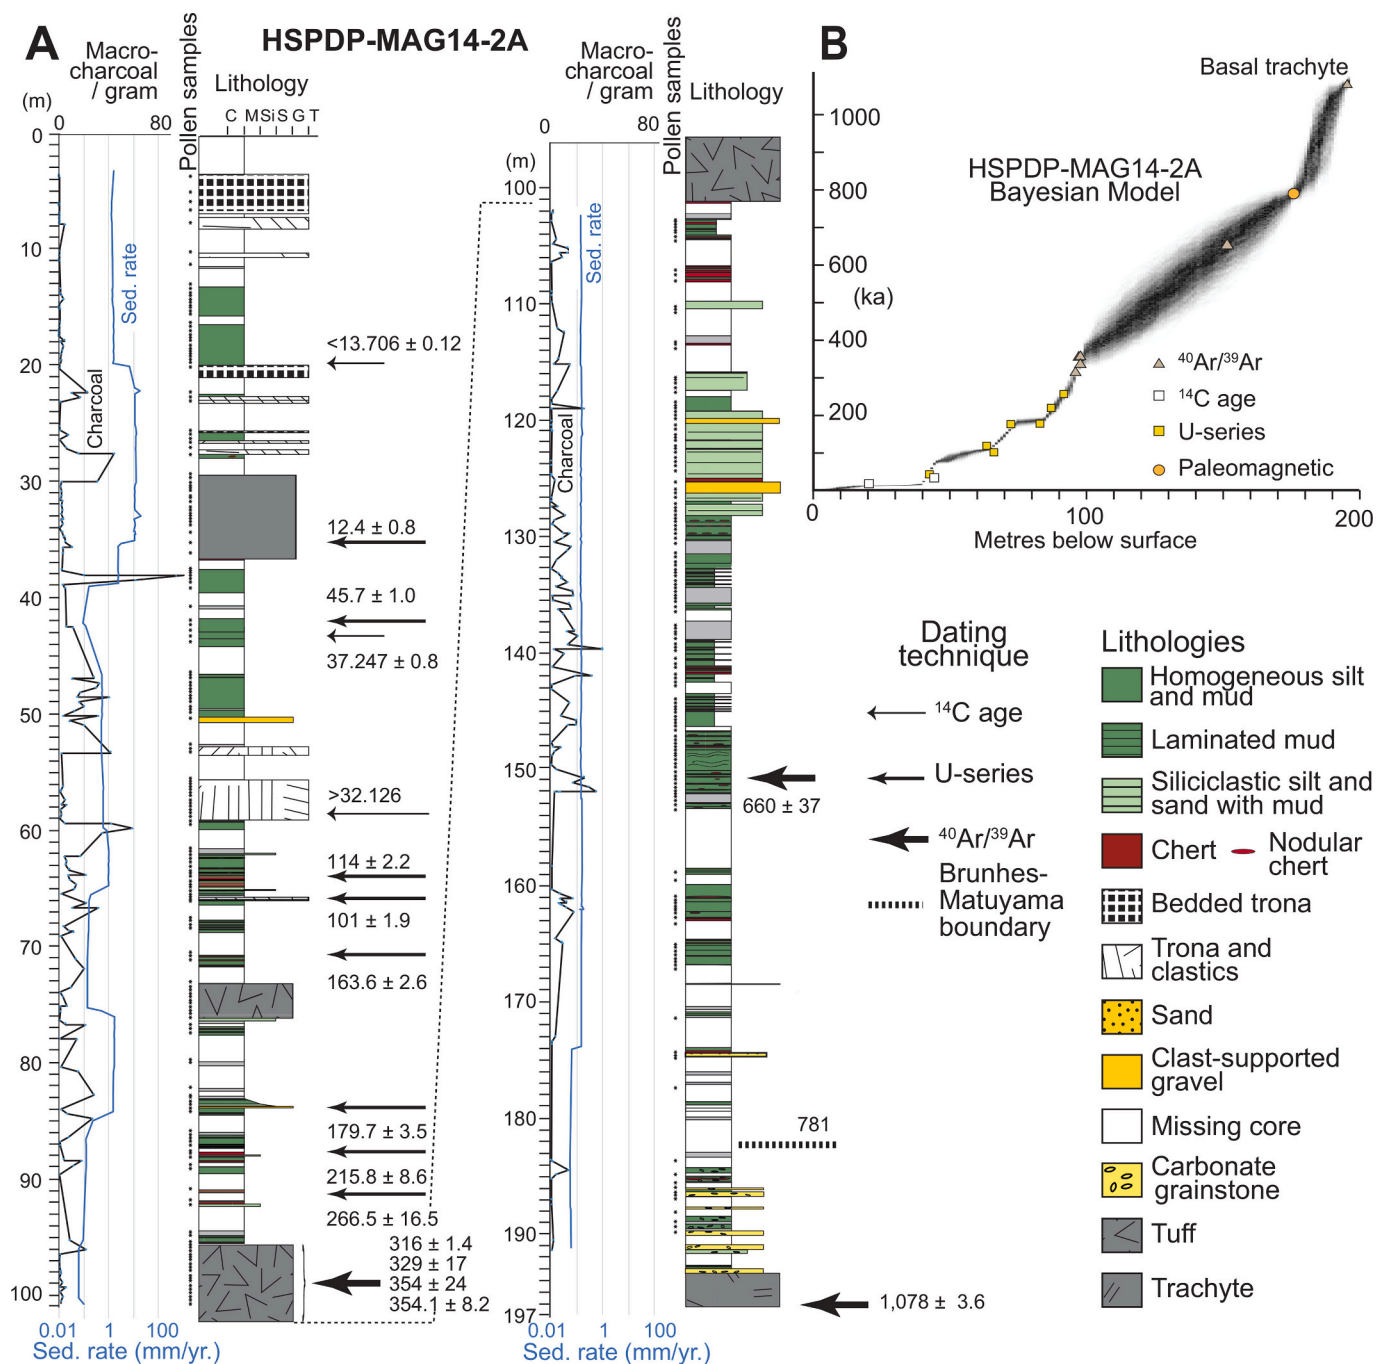 A
HSPDP-MAG14-2A
Macro-
charcoal
/ gram
Pollen samples
Lithology
(m)
0
80
C M Si S G T
0
10
20
30
40
50
60
70
80
90
100
Sed. rate
Charcoal
<13.706 ± 0.12
12.4 ± 0.8
45.7 ± 1.0
37.247 ± 0.8
>32.126
114 ± 2.2
101 ± 1.9
163.6 ± 2.6
179.7 ± 3.5
215.8 ± 8.6
266.5 ± 16.5
316 ± 1.4
329 ± 17
354 ± 24
354.1 ± 8.2
0.01 1 100
Sed. rate (mm/yr.)
Macro-
charcoal
/ gram
Pollen samples
Lithology
0
80
(m)
100
110
120
130
140
150
160
170
180
190
197
Sed. rate
Charcoal
660 ± 37
781
1,078 ± 3.6
0.01 1 100
Sed. rate (mm/yr.)
B
Basal trachyte
HSPDP-MAG14-2A
Bayesian Model
1000
800
600
400
200
(ka)
⁴⁰Ar/³⁹Ar
¹⁴C age
U-series
Paleomagnetic
0
100
200
Metres below surface
Dating
technique
¹⁴C age
U-series
⁴⁰Ar/³⁹Ar
Brunhes-
Matuyama
boundary
Lithologies
Homogeneous silt
and mud
Laminated mud
Siliciclastic silt and
sand with mud
Chert
Nodular
chert
Bedded trona
Trona and
clastics
Sand
Clast-supported
gravel
Missing core
Carbonate
grainstone
Tuff
Trachyte